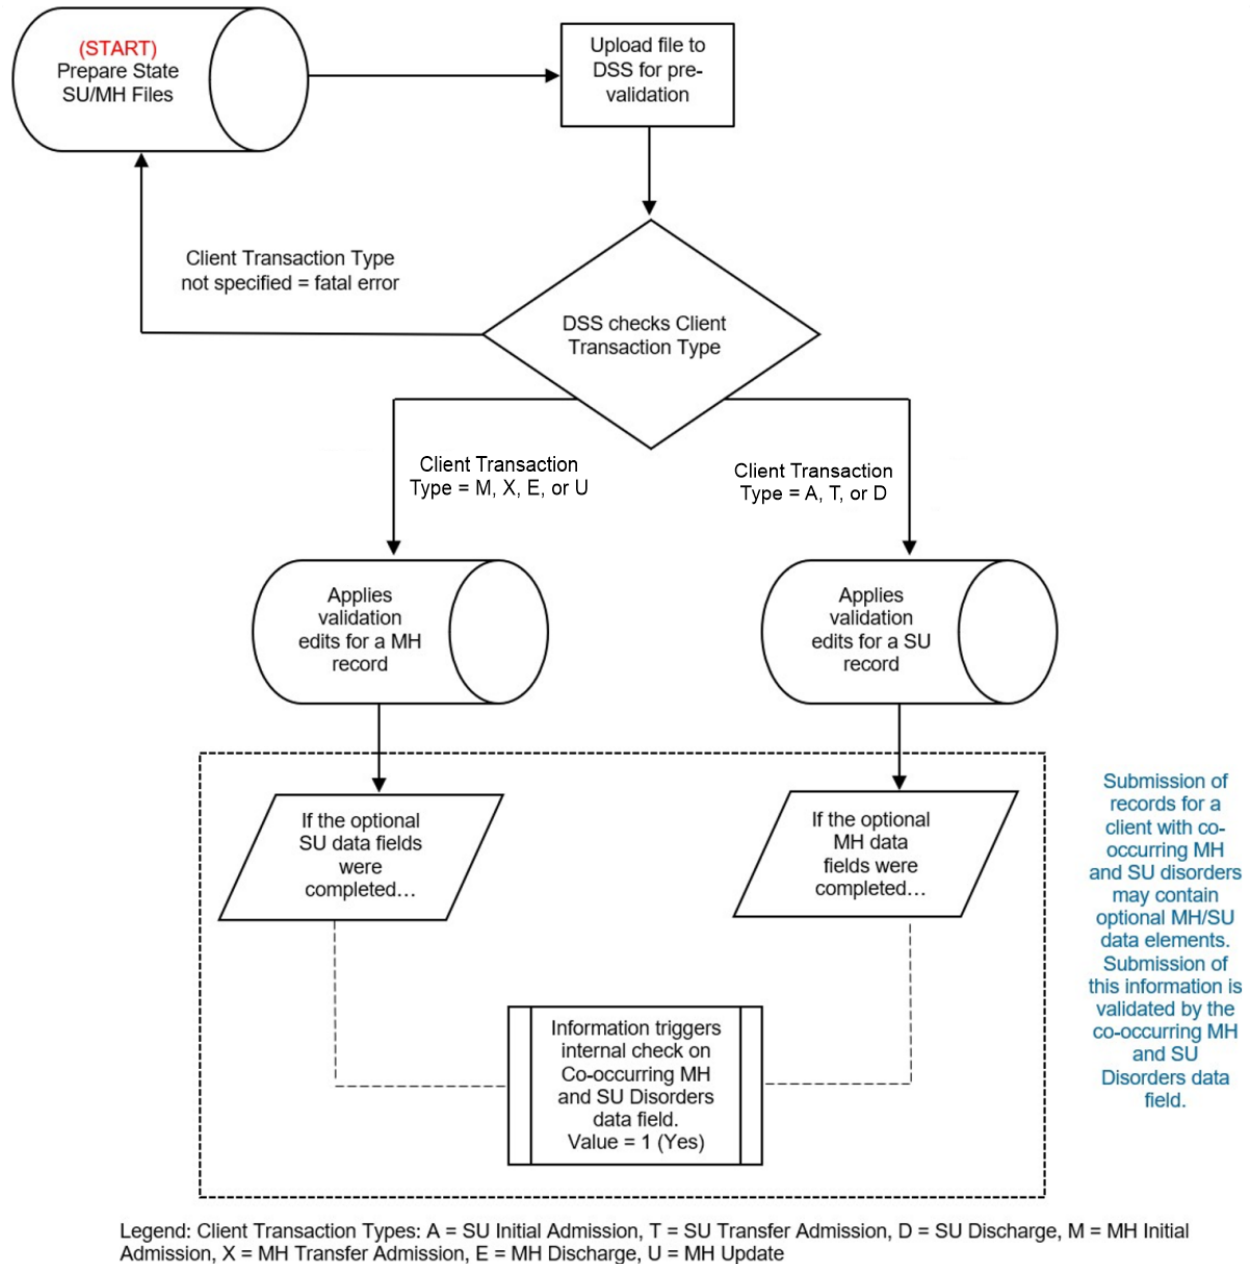 (START)
Prepare State
SU/MH Files
Upload file to
DSS for pre-
validation
Client Transaction Type
not specified = fatal error
DSS checks Client
Transaction Type
Client Transaction
Type = M, X, E, or U
Client Transaction
Type = A, T, or D
Applies
validation
edits for a MH
record
Applies
validation
edits for a SU
record
If the optional
SU data fields
were
completed…
If the optional
MH data
fields were
completed…
Information triggers
internal check on
Co-occurring MH
and SU Disorders
data field.
Value = 1 (Yes)
Submission of
records for a
client with co-
occurring MH
and SU disorders
may contain
optional MH/SU
data elements.
Submission of
this information is
validated by the
co-occurring MH
and SU
Disorders data
field.
Legend: Client Transaction Types: A = SU Initial Admission, T = SU Transfer Admission, D = SU Discharge, M = MH Initial
Admission, X = MH Transfer Admission, E = MH Discharge, U = MH Update